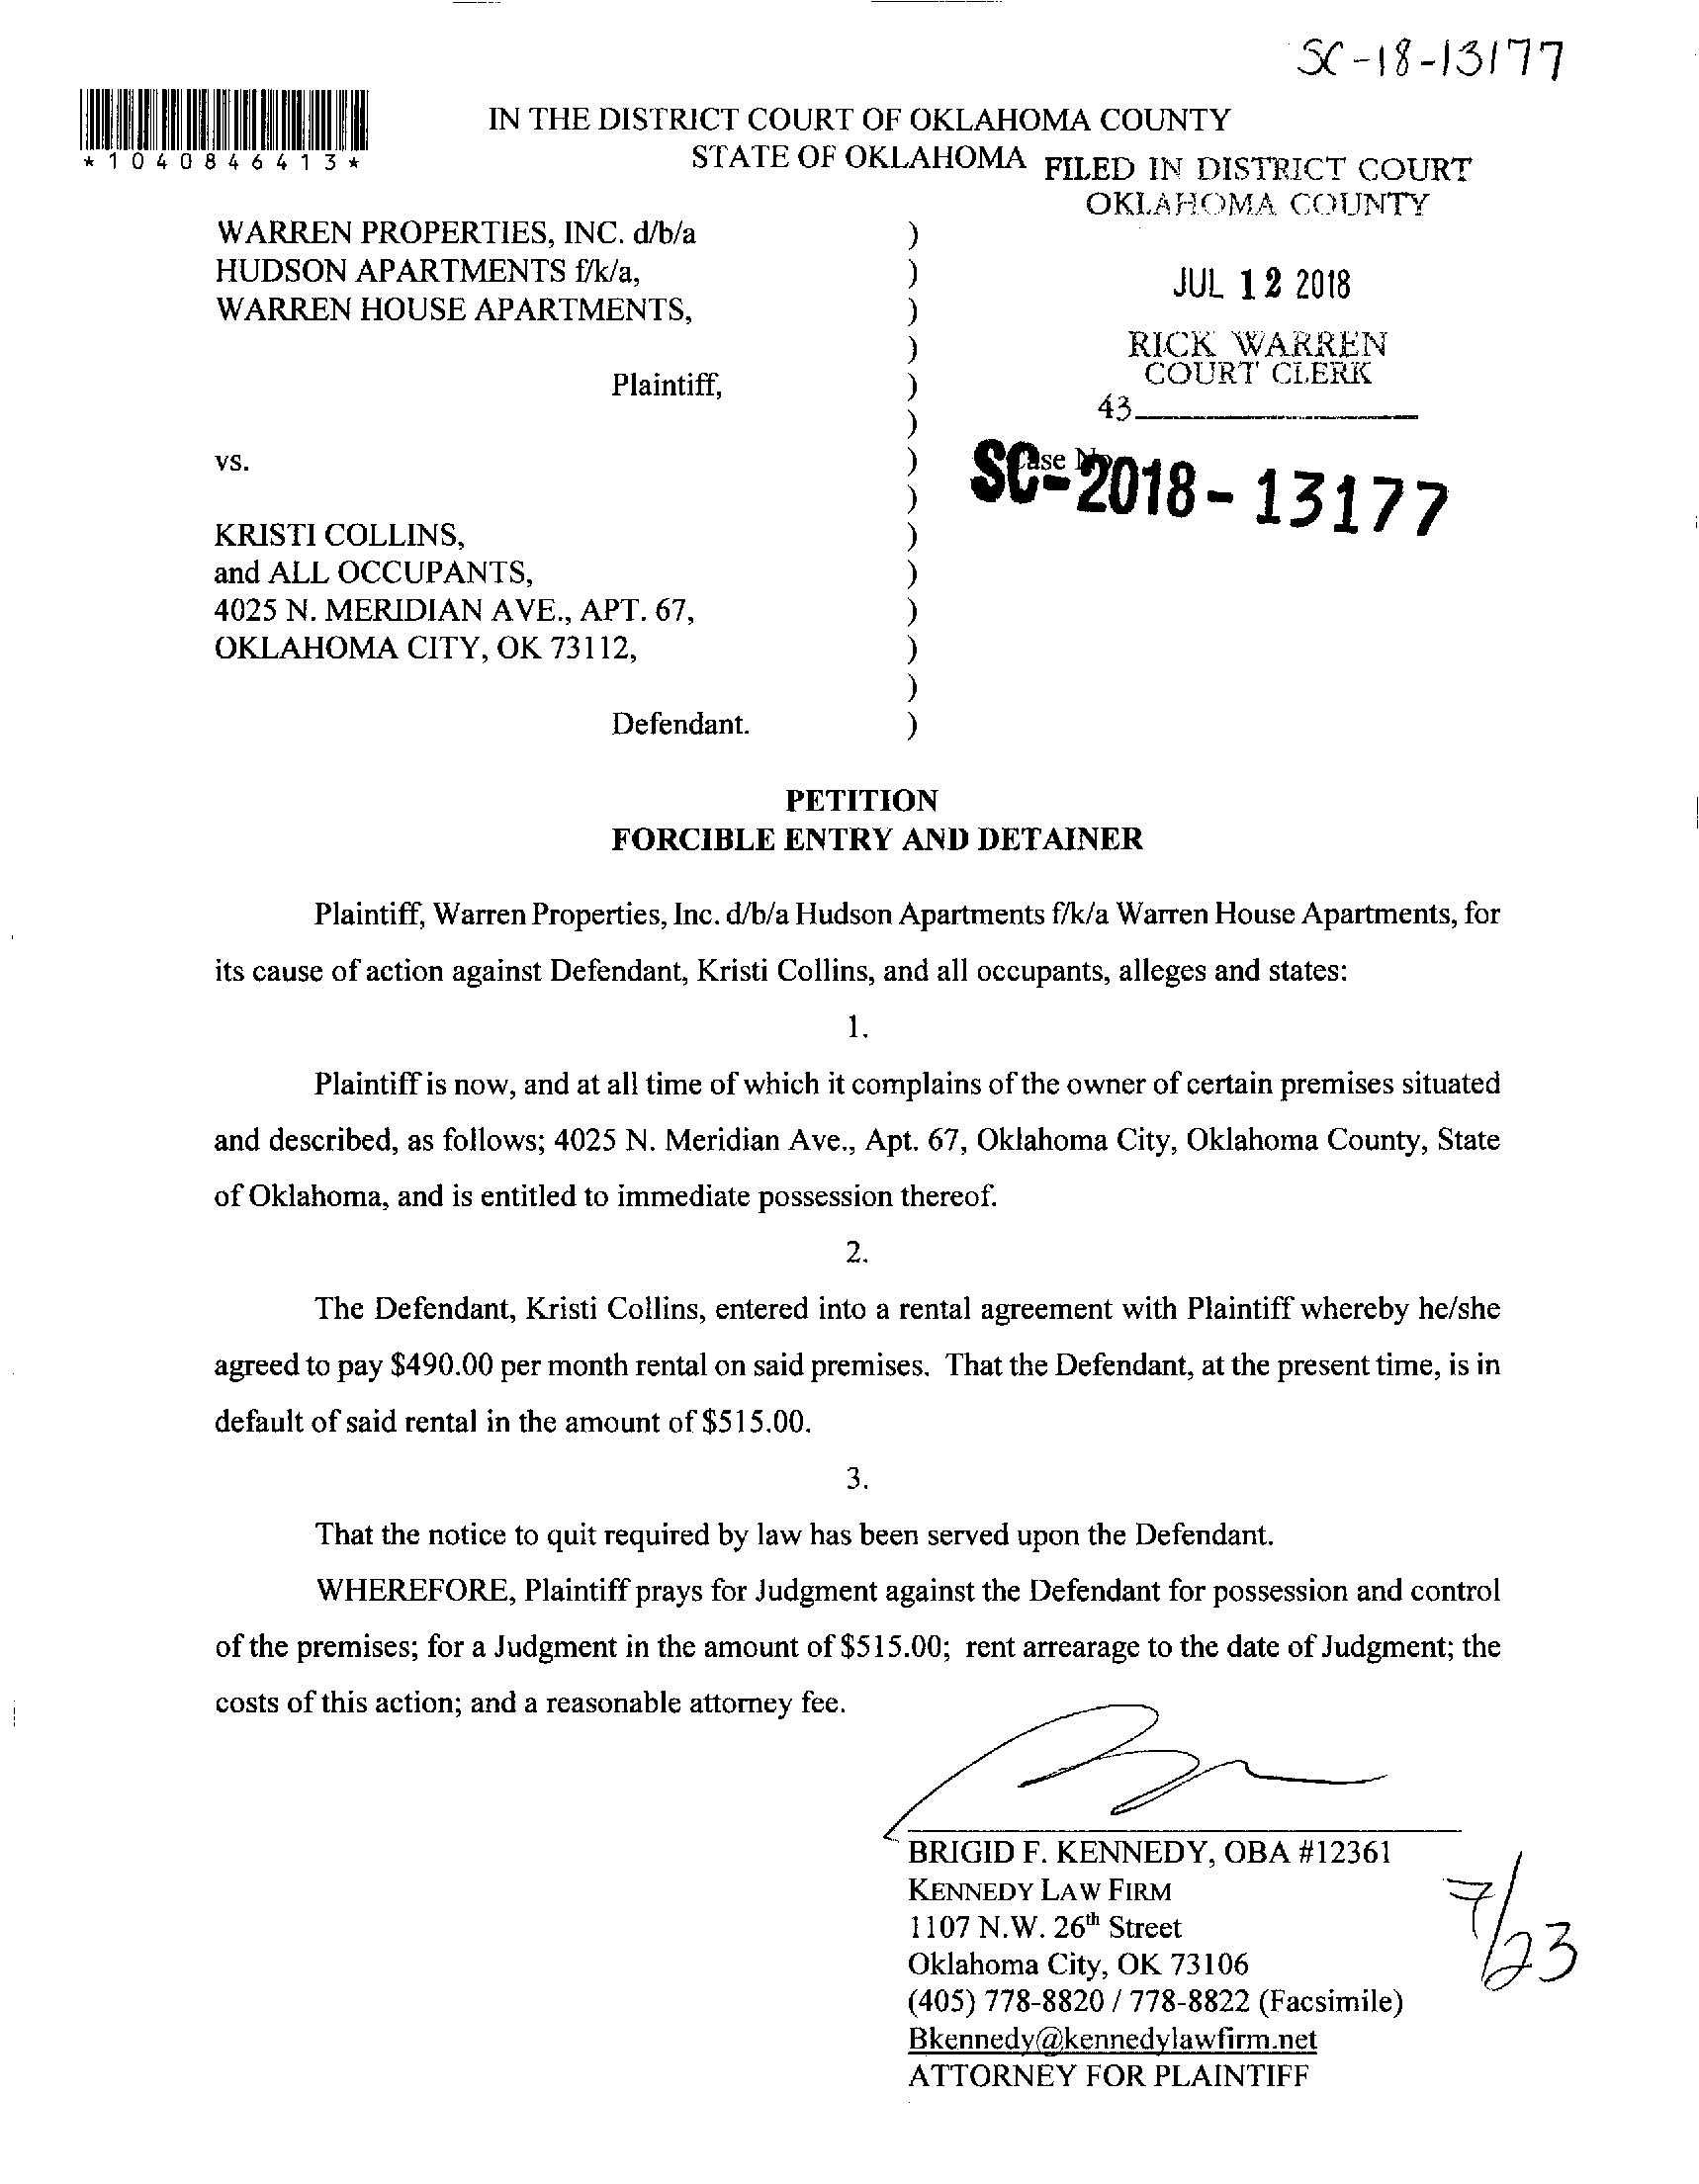 SC-18-13177
*1040846413*
IN THE DISTRICT COURT OF OKLAHOMA COUNTY
STATE OF OKLAHOMA
FILED IN DISTRICT COURT
OKLAHOMA COUNTY
JUL 12 2018
RICK WARREN
COURT CLERK
43
WARREN PROPERTIES, INC. d/b/a )
HUDSON APARTMENTS f/k/a, )
WARREN HOUSE APARTMENTS, )
)
Plaintiff, )
)
vs. )
Case No.
SC-2018-13177
)
KRISTI COLLINS, )
and ALL OCCUPANTS, )
4025 N. MERIDIAN AVE., APT. 67, )
OKLAHOMA CITY, OK 73112, )
)
Defendant. )
PETITION
FORCIBLE ENTRY AND DETAINER
Plaintiff, Warren Properties, Inc. d/b/a Hudson Apartments f/k/a Warren House Apartments, for
its cause of action against Defendant, Kristi Collins, and all occupants, alleges and states:
1.
Plaintiff is now, and at all time of which it complains of the owner of certain premises situated
and described, as follows; 4025 N. Meridian Ave., Apt. 67, Oklahoma City, Oklahoma County, State
of Oklahoma, and is entitled to immediate possession thereof.
2.
The Defendant, Kristi Collins, entered into a rental agreement with Plaintiff whereby he/she
agreed to pay $490.00 per month rental on said premises. That the Defendant, at the present time, is in
default of said rental in the amount of $515.00.
3.
That the notice to quit required by law has been served upon the Defendant.
WHEREFORE, Plaintiff prays for Judgment against the Defendant for possession and control
of the premises; for a Judgment in the amount of $515.00; rent arrearage to the date of Judgment; the
costs of this action; and a reasonable attorney fee.
BRIGID F. KENNEDY, OBA #12361
KENNEDY LAW FIRM
1107 N.W. 26th Street
Oklahoma City, OK 73106
(405) 778-8820 / 778-8822 (Facsimile)
Bkennedy@kennedylawfirm.net
ATTORNEY FOR PLAINTIFF
7/23